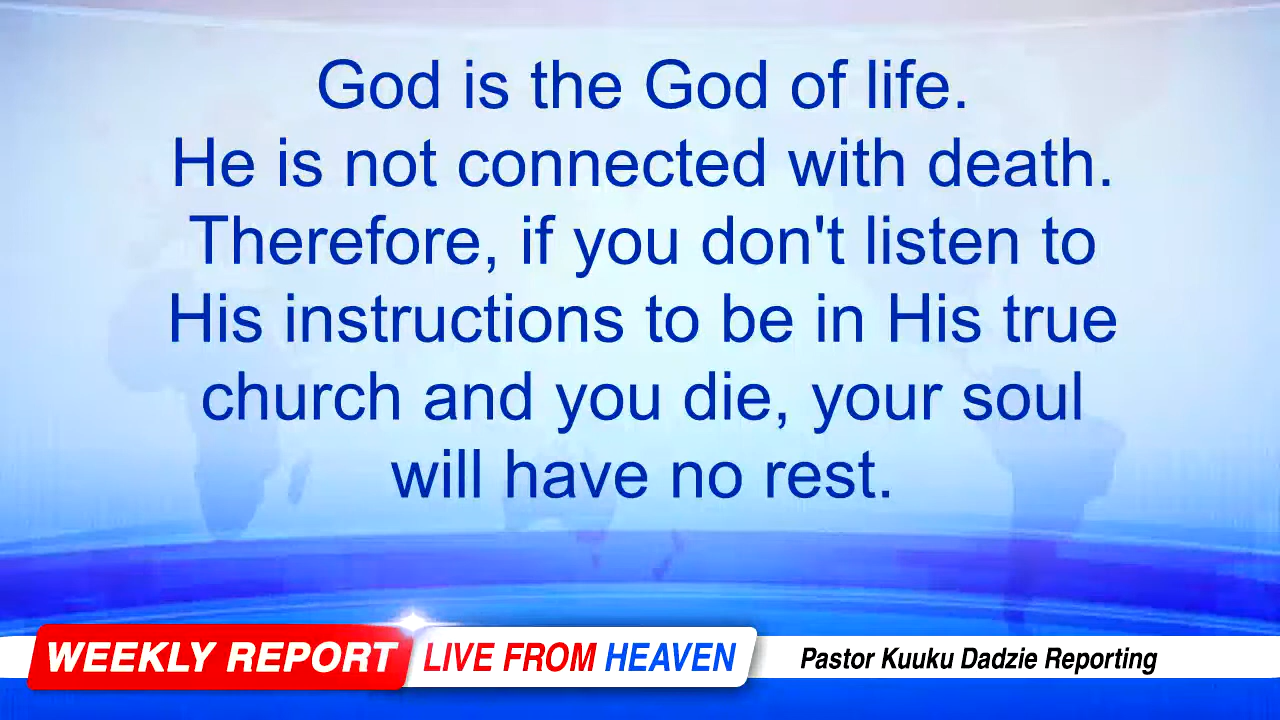 God is the God of life.
He is not connected with death.
Therefore, if you don't listen to
His instructions to be in His true
church and you die, your soul
will have no rest.
WEEKLY REPORT LIVE FROM HEAVEN Pastor Kuuku Dadzie Reporting